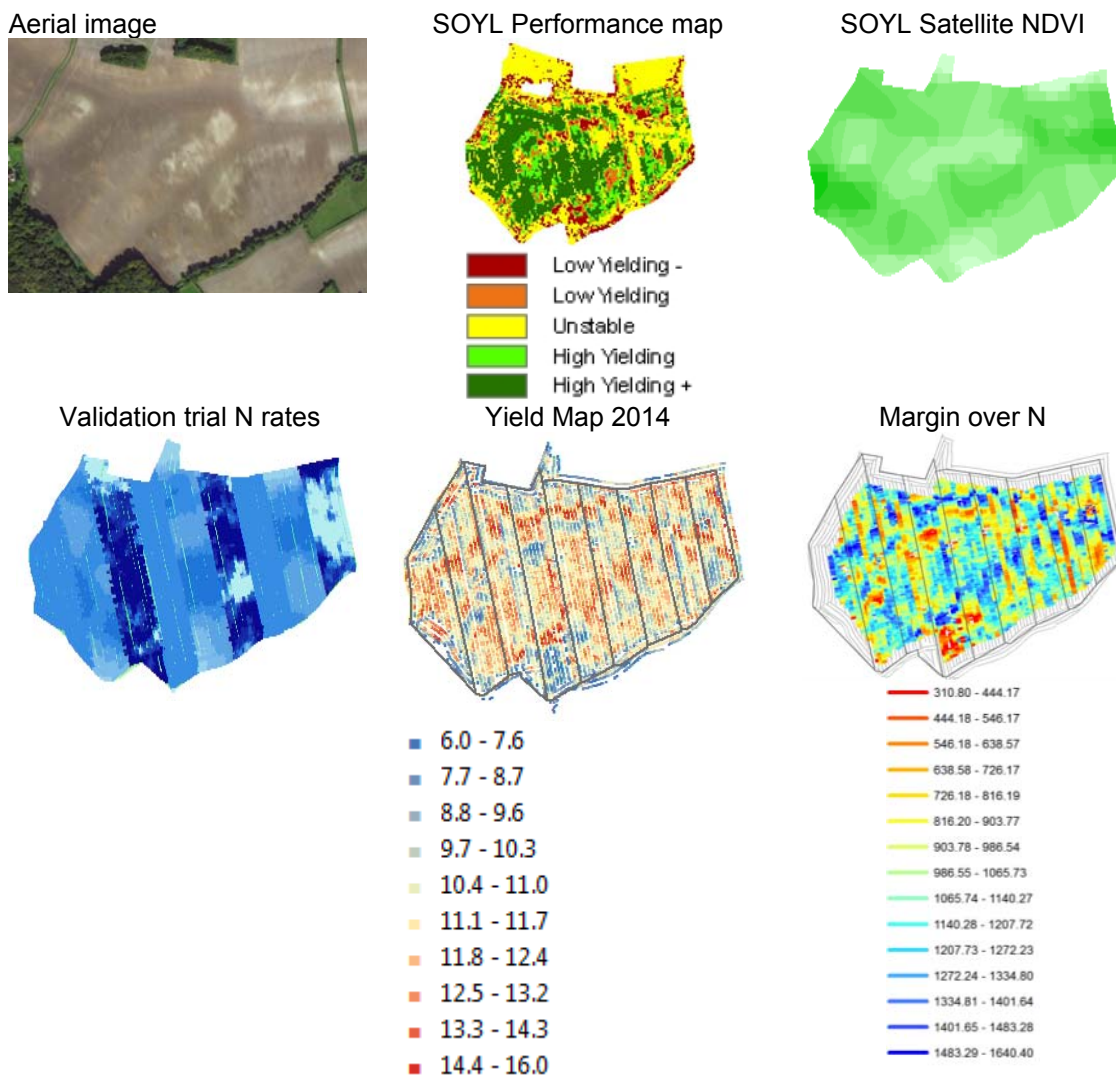 Aerial image
SOYL Performance map
SOYL Satellite NDVI
Low Yielding -
Low Yielding
Unstable
High Yielding
High Yielding +
Validation trial N rates
Yield Map 2014
Margin over N
6.0 - 7.6
7.7 - 8.7
8.8 - 9.6
9.7 - 10.3
10.4 - 11.0
11.1 - 11.7
11.8 - 12.4
12.5 - 13.2
13.3 - 14.3
14.4 - 16.0
310.80 - 444.17
444.18 - 546.17
546.18 - 638.57
638.58 - 726.17
726.18 - 816.19
816.20 - 903.77
903.78 - 986.54
986.55 - 1065.73
1065.74 - 1140.27
1140.28 - 1207.72
1207.73 - 1272.23
1272.24 - 1334.80
1334.81 - 1401.64
1401.65 - 1483.28
1483.29 - 1640.40